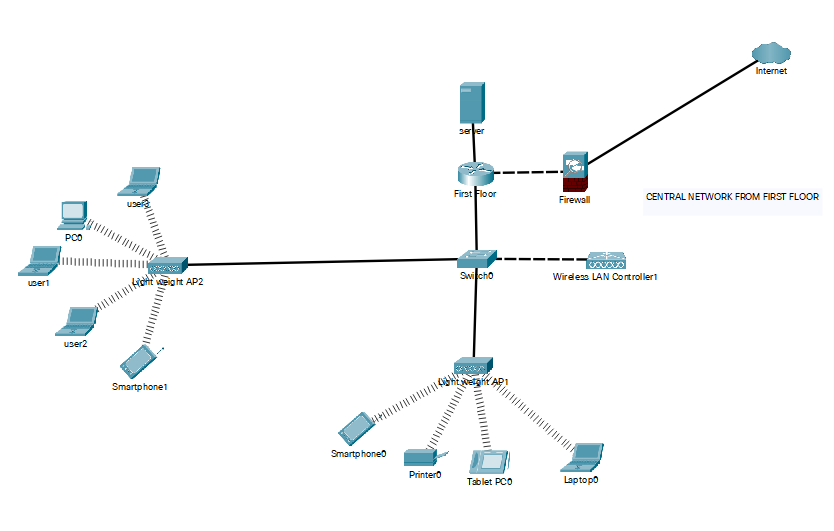 Internet
server
First Floor
Firewall
CENTRAL NETWORK FROM FIRST FLOOR
user3
PC0
user1
Light weight AP2
Switch0
Wireless LAN Controller1
user2
Smartphone1
Light weight AP1
Smartphone0
Printer0
Tablet PC0
Laptop0